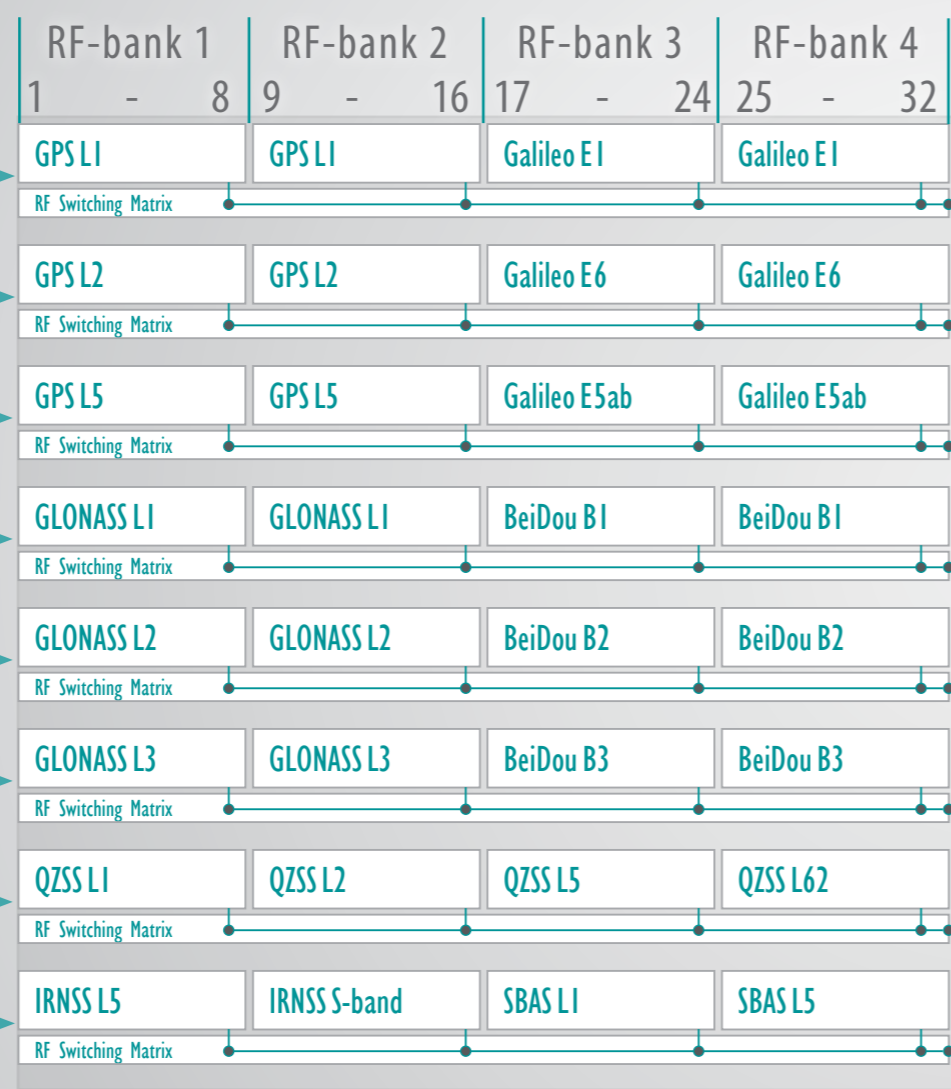 RF-bank 1 RF-bank 2 RF-bank 3 RF-bank 4
1 - 8 9 - 16 17 - 24 25 - 32
GPS L1 GPS L1 Galileo E1 Galileo E1
RF Switching Matrix
GPS L2 GPS L2 Galileo E6 Galileo E6
RF Switching Matrix
GPS L5 GPS L5 Galileo E5ab Galileo E5ab
RF Switching Matrix
GLONASS L1 GLONASS L1 BeiDou B1 BeiDou B1
RF Switching Matrix
GLONASS L2 GLONASS L2 BeiDou B2 BeiDou B2
RF Switching Matrix
GLONASS L3 GLONASS L3 BeiDou B3 BeiDou B3
RF Switching Matrix
QZSS L1 QZSS L2 QZSS L5 QZSS L62
RF Switching Matrix
IRNSS L5 IRNSS S-band SBAS L1 SBAS L5
RF Switching Matrix